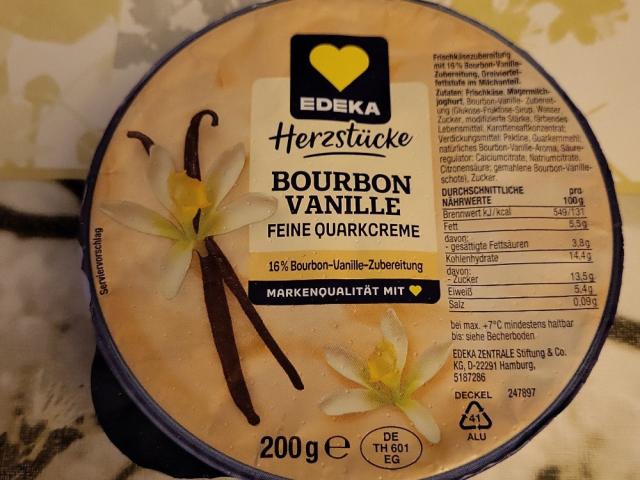 EDEKA
Herzstücke
BOURBON
VANILLE
FEINE QUARKCREME
16% Bourbon-Vanille-Zubereitung
MARKENQUALITÄT MIT
Serviervorschlag
200 g e
DE
TH 601
EG
Frischkäsezubereitung
mit 16% Bourbon-Vanille-
Zubereitung, Dreiviertel-
fettstufe im Milchanteil.
Zutaten: Frischkäse, Magermilch-
joghurt, Bourbon-Vanille-Zubereit-
ung (Glukose-Fruktose-Sirup, Wasser,
Zucker, modifizierte Stärke, färbendes
Lebensmittel: Karottensaftkonzentrat;
Verdickungsmittel: Pektine, Guarkernmehl;
natürliches Bourbon-Vanille-Aroma, Säure-
regulator: Calciumcitrate, Natriumcitrate,
Citronensäure; gemahlene Bourbon-Vanille-
schote), Zucker.
DURCHSCHNITTLICHE pro
NÄHRWERTE 100g
Brennwert kJ/kcal 549/131
Fett 5,5g
davon:
- gesättigte Fettsäuren 3,8g
Kohlenhydrate 14,4g
davon:
- Zucker 13,5g
Eiweiß 5,4g
Salz 0,09g
bei max. +7°C mindestens haltbar
bis: siehe Becherboden
EDEKA ZENTRALE Stiftung & Co.
KG, D-22291 Hamburg,
5187286
DECKEL 247897
41
ALU